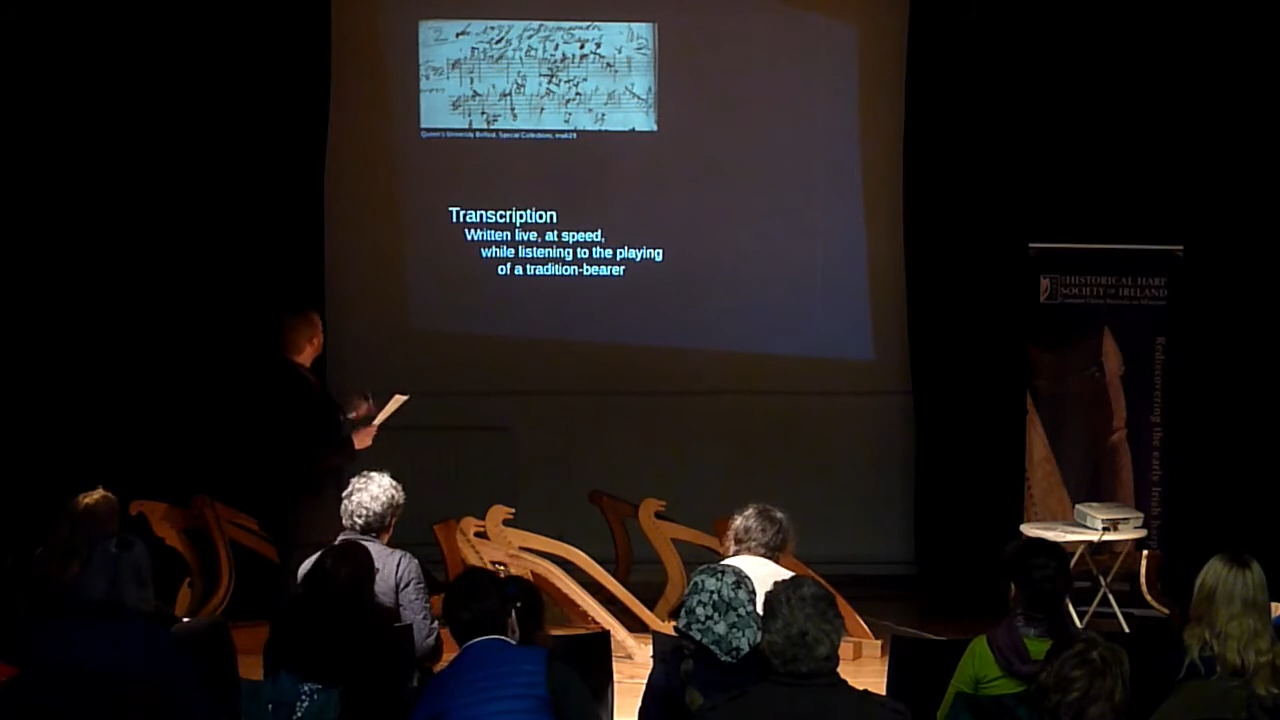 Queen's University Belfast, Special Collections, ms4/29
Transcription
Written live, at speed,
while listening to the playing
of a tradition-bearer
HISTORICAL HARP
SOCIETY OF IRELAND
Rediscovering the early Irish harp